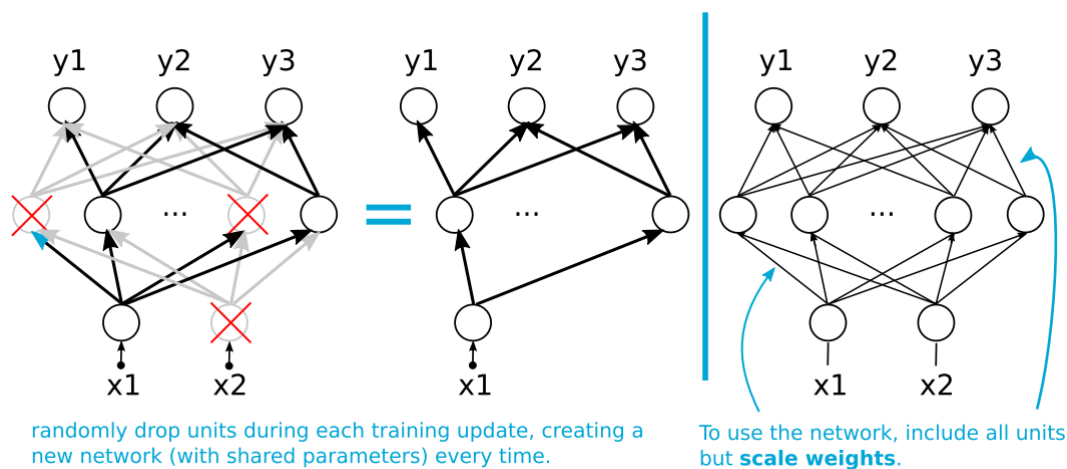 y1 y2 y3 y1 y2 y3 y1 y2 y3
... = ... ...
x1 x2 x1 x1 x2
randomly drop units during each training update, creating a
new network (with shared parameters) every time.
To use the network, include all units
but scale weights.